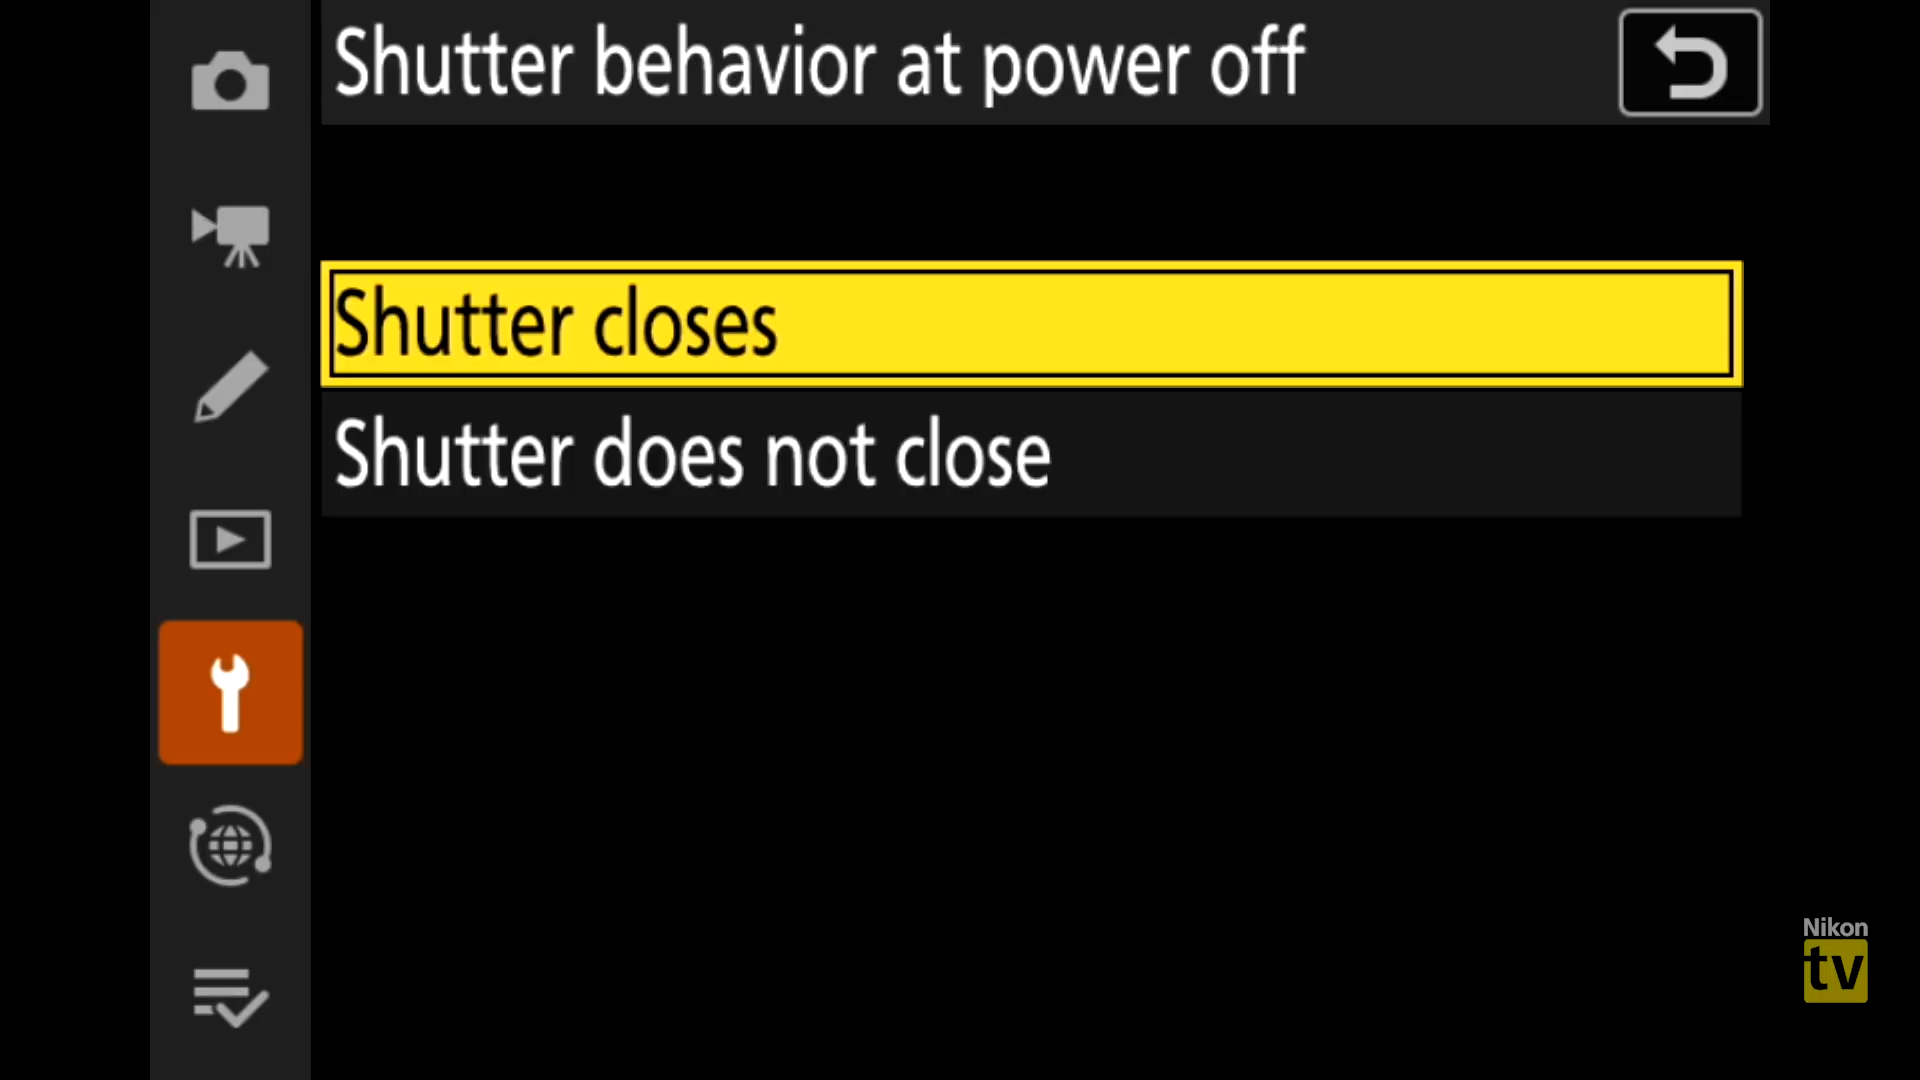 Shutter behavior at power off
Shutter closes
Shutter does not close
Nikon
tv